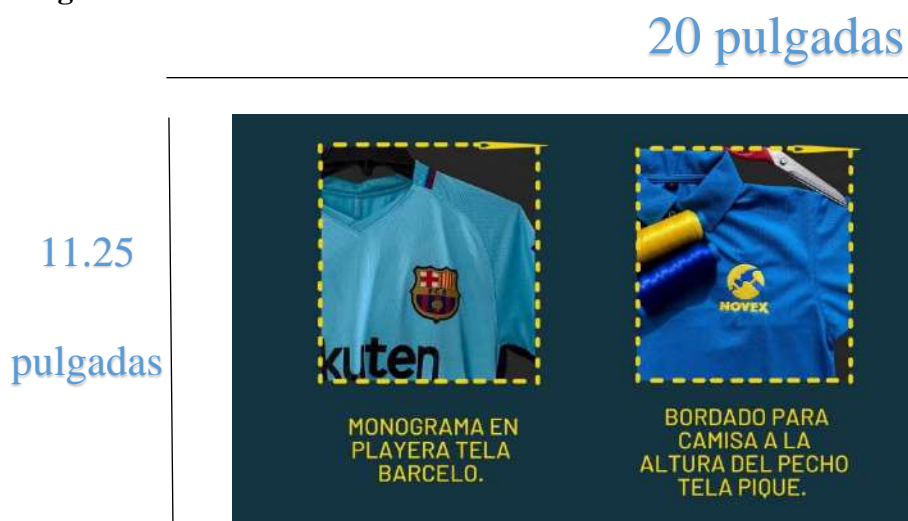 20 pulgadas
11.25
pulgadas
kuten
NOVEX
MONOGRAMA EN
PLAYERA TELA
BARCELO.
BORDADO PARA
CAMISA A LA
ALTURA DEL PECHO
TELA PIQUE.